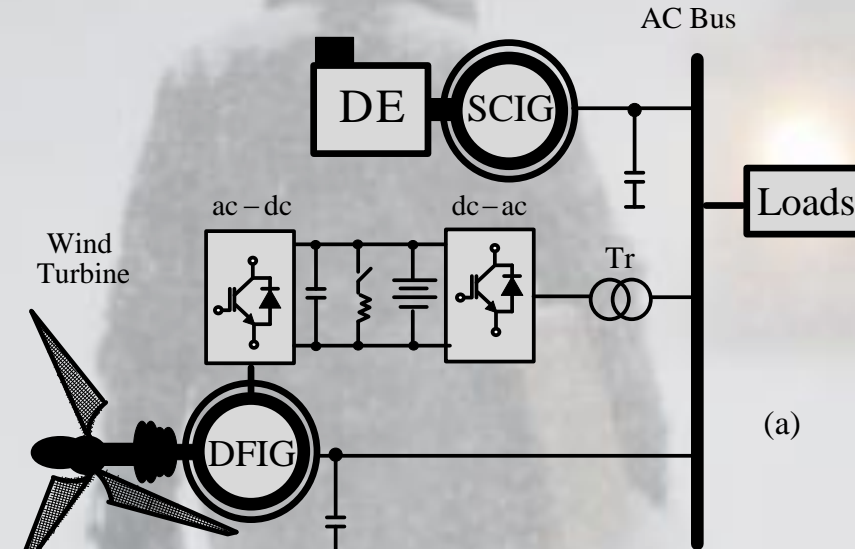 AC Bus
DE
SCIG
ac – dc
dc – ac
Loads
Wind
Turbine
Tr
(a)
DFIG